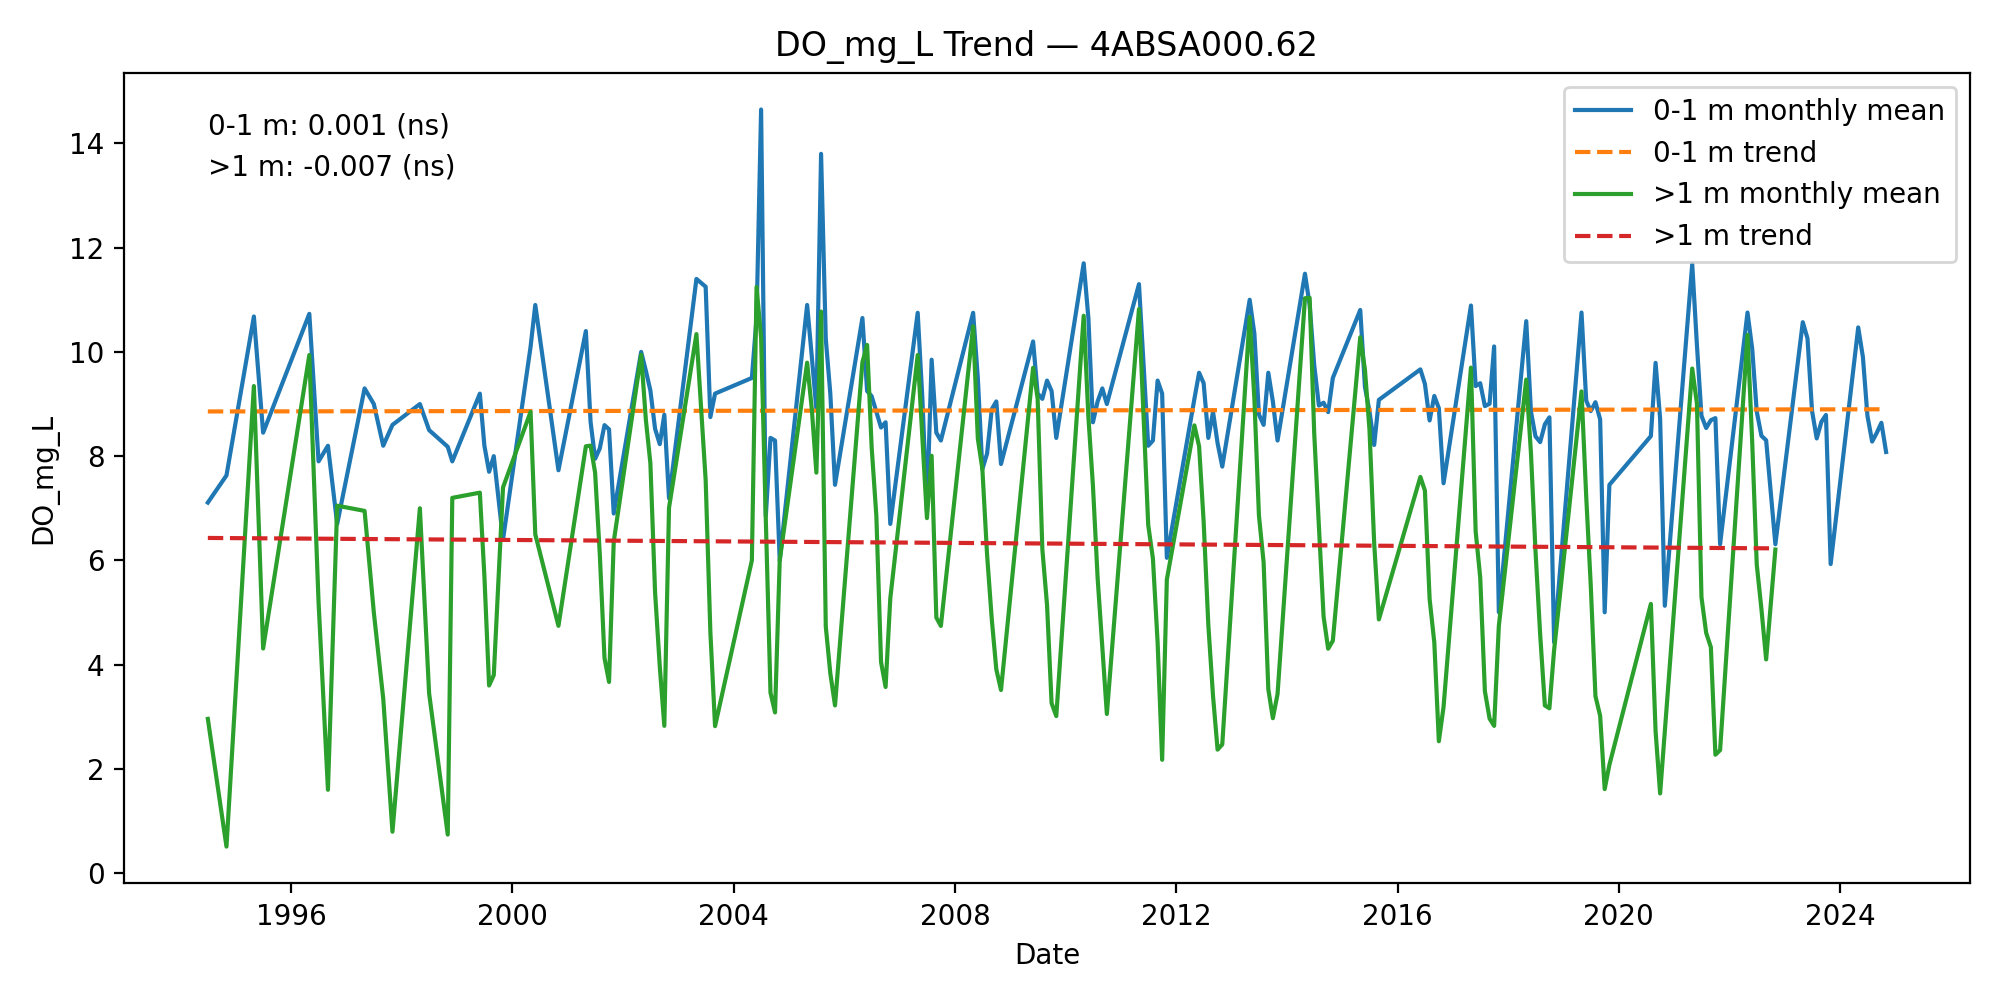 DO_mg_L Trend — 4ABSA000.62
0-1 m: 0.001 (ns)
>1 m: -0.007 (ns)
0-1 m monthly mean
0-1 m trend
>1 m monthly mean
>1 m trend
DO_mg_L
14
12
10
8
6
4
2
0
1996 2000 2004 2008 2012 2016 2020 2024
Date